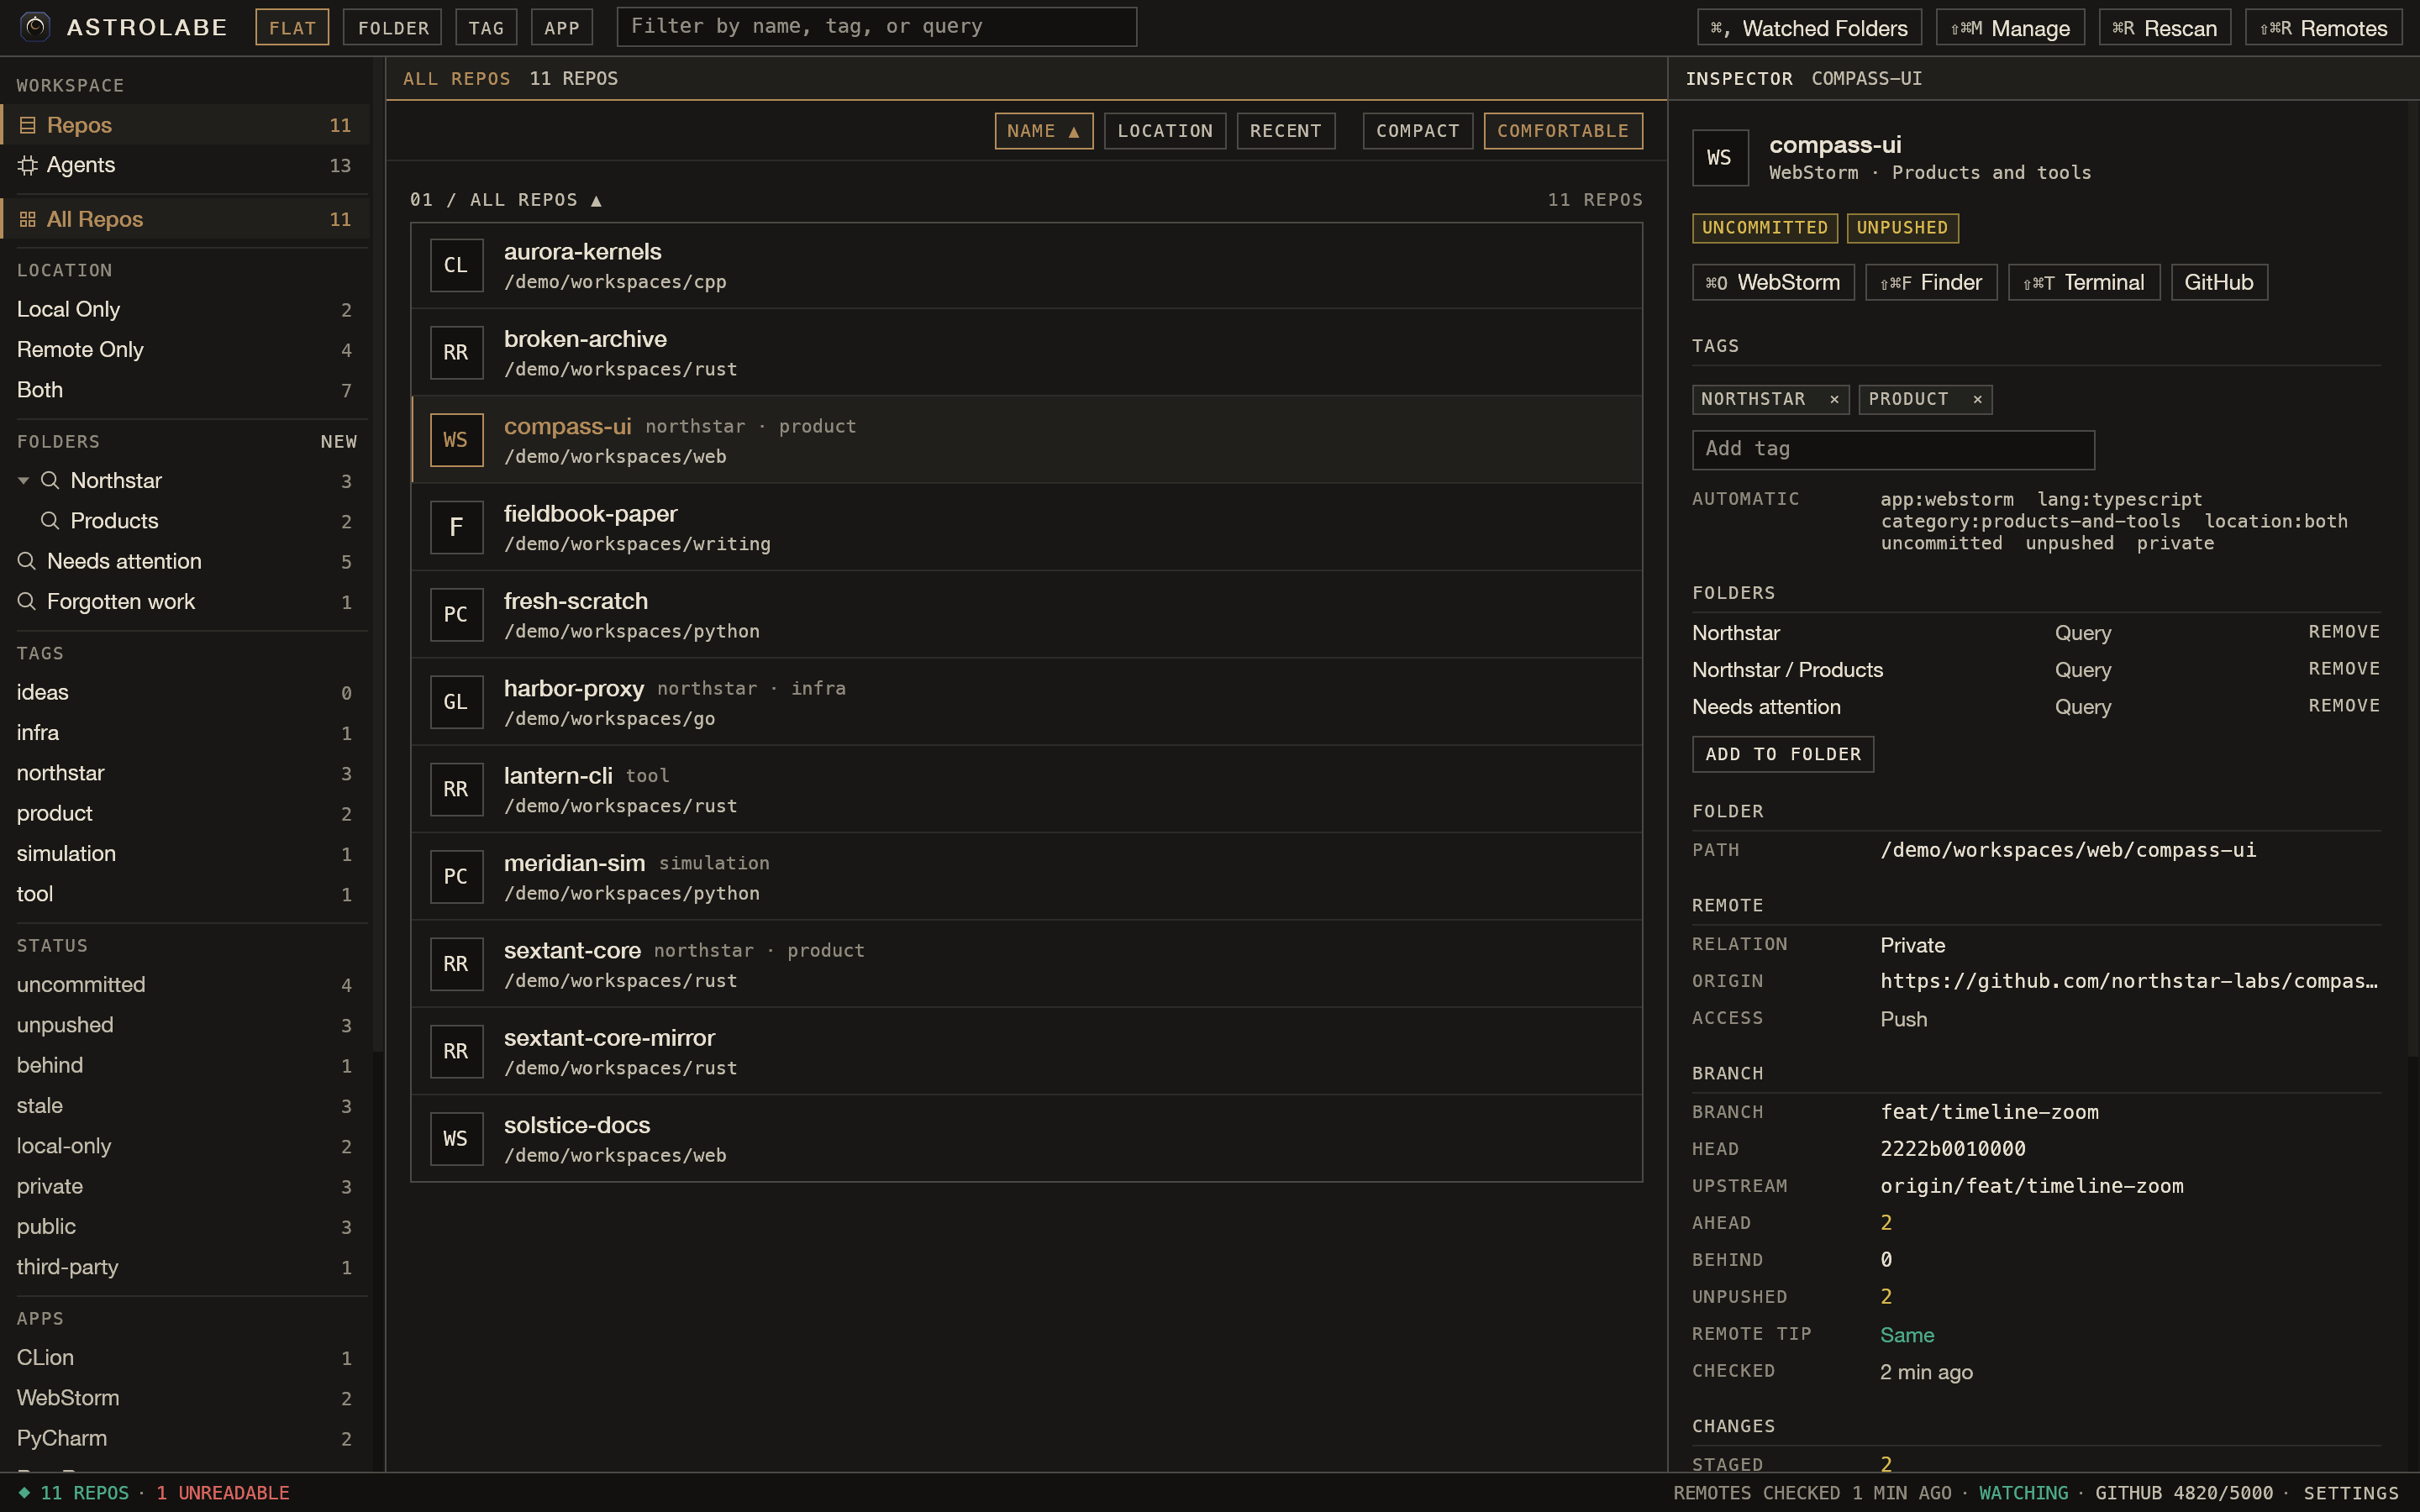 ASTROLABE FLAT FOLDER TAG APP Filter by name, tag, or query ⌘, Watched Folders ⇧⌘M Manage ⌘R Rescan ⇧⌘R Remotes
WORKSPACE
Repos 11
Agents 13
All Repos 11
LOCATION
Local Only 2
Remote Only 4
Both 7
FOLDERS NEW
Northstar 3
Products 2
Needs attention 5
Forgotten work 1
TAGS
ideas 0
infra 1
northstar 3
product 2
simulation 1
tool 1
STATUS
uncommitted 4
unpushed 3
behind 1
stale 3
local-only 2
private 3
public 3
third-party 1
APPS
CLion 1
WebStorm 2
PyCharm 2
ALL REPOS 11 REPOS
NAME ▲ LOCATION RECENT COMPACT COMFORTABLE
01 / ALL REPOS ▲ 11 REPOS
CL aurora-kernels
/demo/workspaces/cpp
RR broken-archive
/demo/workspaces/rust
WS compass-ui northstar · product
/demo/workspaces/web
F fieldbook-paper
/demo/workspaces/writing
PC fresh-scratch
/demo/workspaces/python
GL harbor-proxy northstar · infra
/demo/workspaces/go
RR lantern-cli tool
/demo/workspaces/rust
PC meridian-sim simulation
/demo/workspaces/python
RR sextant-core northstar · product
/demo/workspaces/rust
RR sextant-core-mirror
/demo/workspaces/rust
WS solstice-docs
/demo/workspaces/web
INSPECTOR COMPASS-UI
WS compass-ui
WebStorm · Products and tools
UNCOMMITTED UNPUSHED
⌘O WebStorm ⇧⌘F Finder ⇧⌘T Terminal GitHub
TAGS
NORTHSTAR × PRODUCT ×
Add tag
AUTOMATIC app:webstorm lang:typescript
category:products-and-tools location:both
uncommitted unpushed private
FOLDERS
Northstar Query REMOVE
Northstar / Products Query REMOVE
Needs attention Query REMOVE
ADD TO FOLDER
FOLDER
PATH /demo/workspaces/web/compass-ui
REMOTE
RELATION Private
ORIGIN https://github.com/northstar-labs/compas…
ACCESS Push
BRANCH
BRANCH feat/timeline-zoom
HEAD 2222b0010000
UPSTREAM origin/feat/timeline-zoom
AHEAD 2
BEHIND 0
UNPUSHED 2
REMOTE TIP Same
CHECKED 2 min ago
CHANGES
STAGED 2
◆ 11 REPOS · 1 UNREADABLE REMOTES CHECKED 1 MIN AGO · WATCHING · GITHUB 4820/5000 · SETTINGS